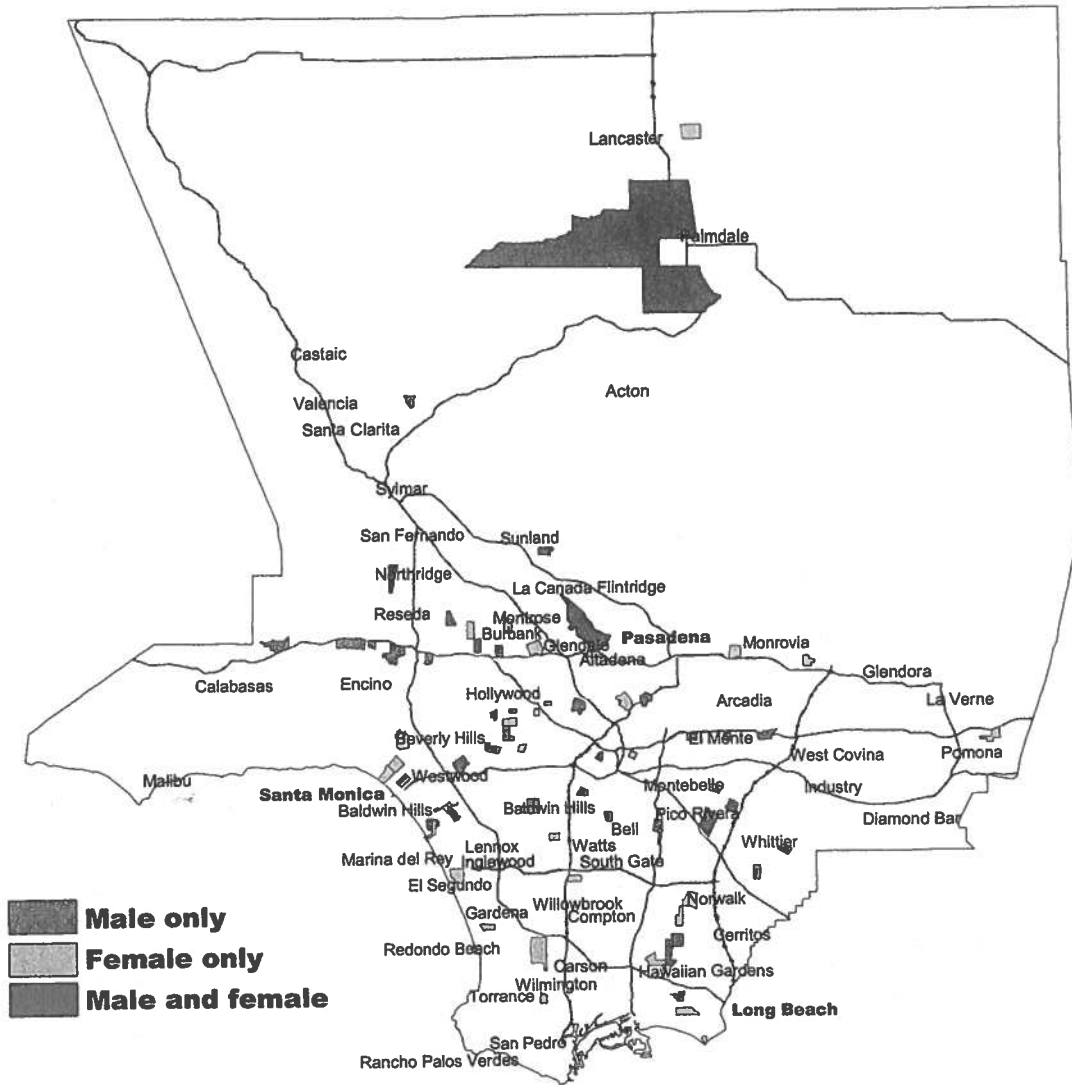 Lancaster
Palmdale
Castaic
Acton
Valencia
Santa Clarita
Sylmar
San Fernando
Sunland
Northridge
La Canada Flintridge
Reseda
Montrose
Burbank
Pasadena
Glendale
Monrovia
Altadena
Glendora
Calabasas
Encino
Hollywood
Arcadia
La Verne
Beverly Hills
El Monte
West Covina
Pomona
Malibu
Westwood
Montebello
Industry
Santa Monica
Baldwin Hills
Baldwin Hills
Pico Rivera
Diamond Bar
Bell
Whittier
Lennox
Watts
Marina del Rey
Inglewood
South Gate
El Segundo
Norwalk
Willowbrook
Male only
Gardena
Compton
Cerritos
Redondo Beach
Female only
Carson
Hawaiian Gardens
Wilmington
Male and female
Torrance
Long Beach
San Pedro
Rancho Palos Verdes